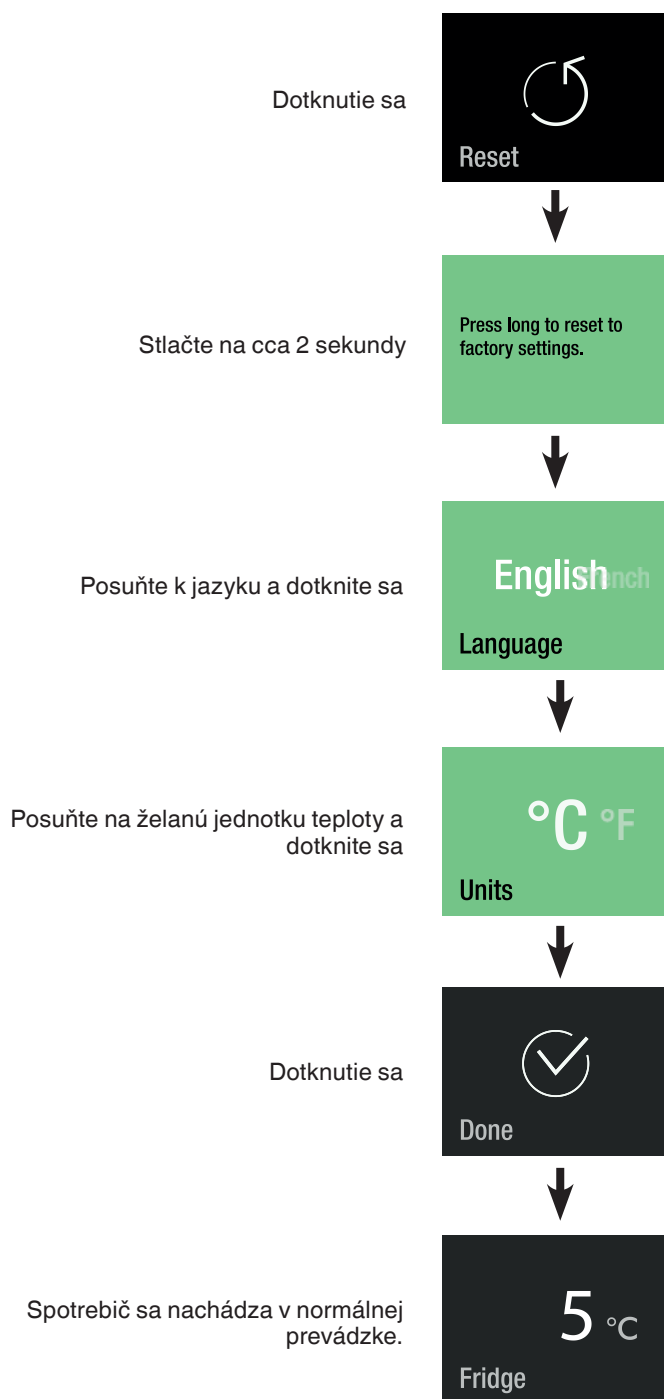 Dotknutie sa
Reset
Stlačte na cca 2 sekundy
Press long to reset to
factory settings.
Posuňte k jazyku a dotknite sa
English French
Language
Posuňte na želanú jednotku teploty a
dotknite sa
°C °F
Units
Dotknutie sa
Done
Spotrebič sa nachádza v normálnej
prevádzke.
5 °C
Fridge